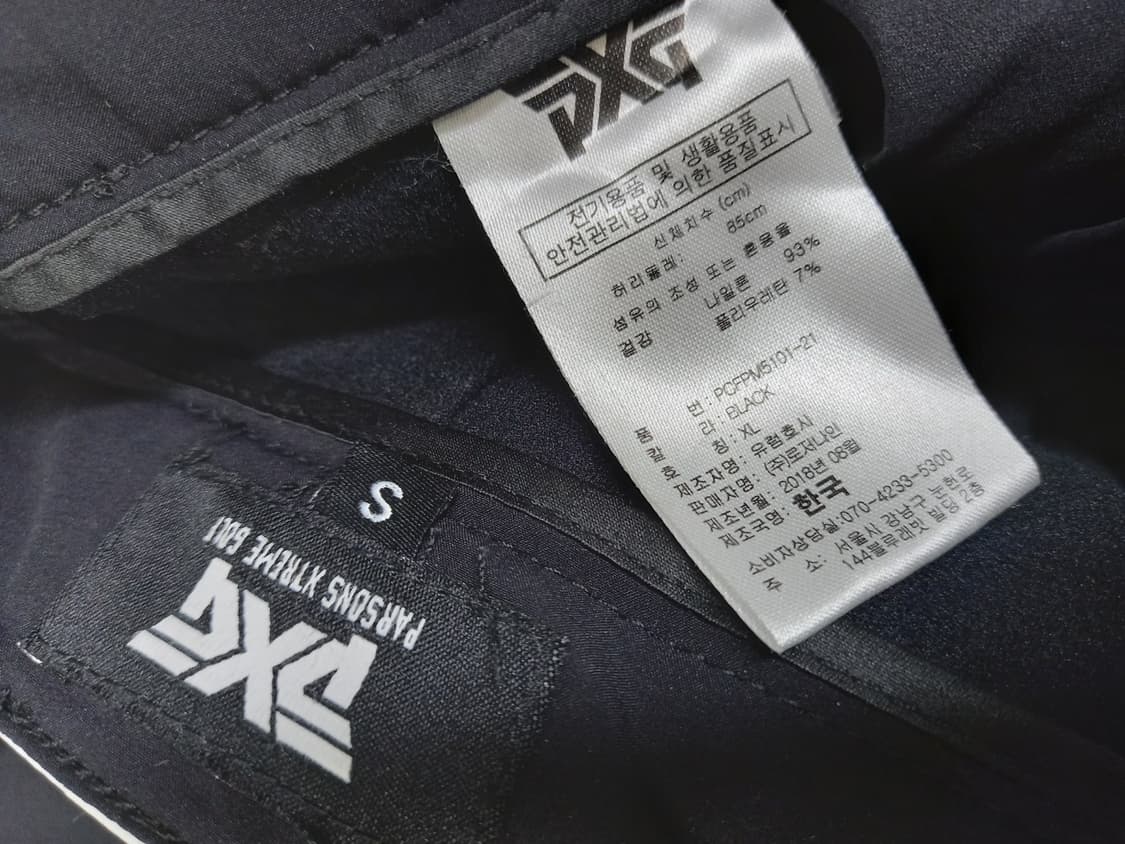 PXG
전기용품 및 생활용품
안전관리법에 의한 품질표시
신체치수 (cm)
허리둘레: 85cm
섬유의 조성 또는 혼용율
겉감 나일론 93%
폴리우레탄 7%
품 번 : PCFPM5101-21
칼 라 : BLACK
호 칭 : XL
제조자명 : 유럼호시
판매자명 : (주)로저나인
제조년월 : 2018년 08월
제조국명 : 한국
소비자상담실:070-4233-5300
주 소: 서울시 강남구 논현로
144블루래빗 빌딩 2층
S
PARSONS XTREME GOLF
PXG